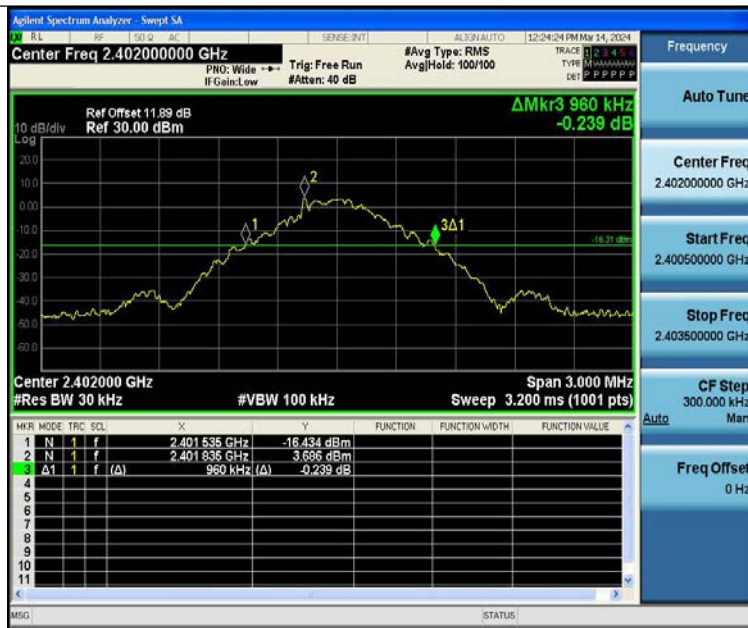 Agilent Spectrum Analyzer - Swept SA
RL RF 50 Ω AC SENSE:INT ALIGN AUTO 12:24:24 PM Mar 14, 2024
Center Freq 2.402000000 GHz
PNO: Wide
IFGain:Low
Trig: Free Run
#Atten: 40 dB
#Avg Type: RMS
Avg|Hold: 100/100
TRACE 1 2 3 4 5 6
TYPE M W W W W W
DET P P P P P P
Ref Offset 11.89 dB
10 dB/div Ref 30.00 dBm
Log
ΔMkr3 960 kHz
-0.239 dB
20.0
10.0
0.00
-10.0
-20.0
-30.0
-40.0
-50.0
-60.0
1
2
3Δ1
-16.31 dBm
Center 2.402000 GHz Span 3.000 MHz
#Res BW 30 kHz #VBW 100 kHz Sweep 3.200 ms (1001 pts)
MKR MODE TRC SCL X Y FUNCTION FUNCTION WIDTH FUNCTION VALUE
1 N 1 f 2.401 535 GHz -16.434 dBm
2 N 1 f 2.401 835 GHz 3.686 dBm
3 Δ1 1 f (Δ) 960 kHz (Δ) -0.239 dB
4
5
6
7
8
9
10
11
MSG STATUS
Frequency
Auto Tune
Center Freq
2.402000000 GHz
Start Freq
2.400500000 GHz
Stop Freq
2.403500000 GHz
CF Step
300.000 kHz
Auto Man
Freq Offset
0 Hz